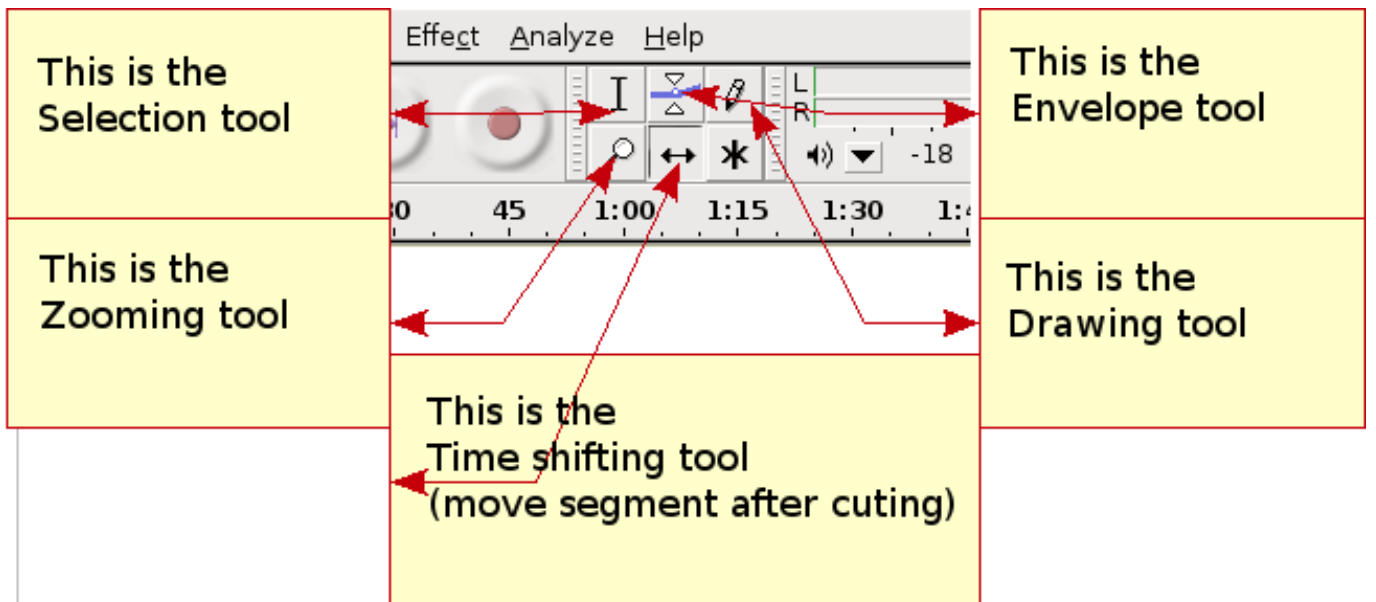 Effect Analyze Help
This is the
Selection tool
This is the
Envelope tool
L
R
-18
45 1:00 1:15 1:30
This is the
Zooming tool
This is the
Drawing tool
This is the
Time shifting tool
(move segment after cuting)